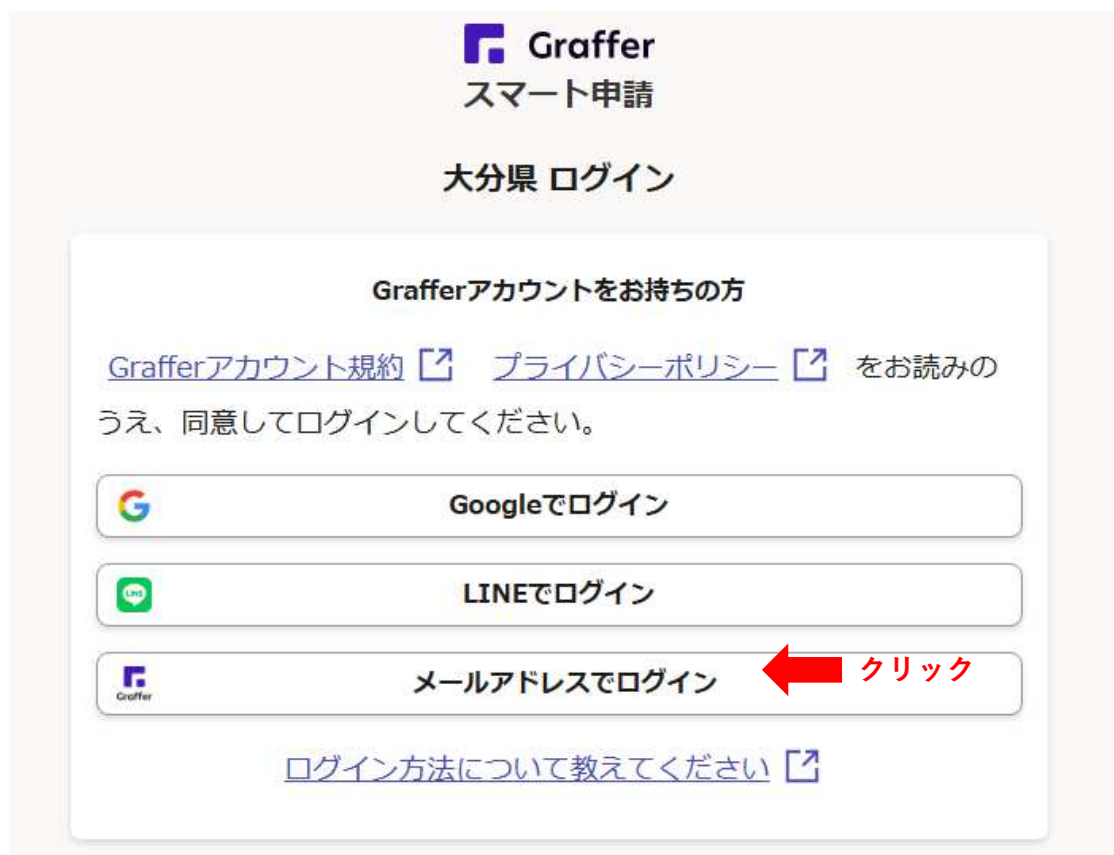 Graffer
スマート申請
大分県 ログイン
Grafferアカウントをお持ちの方
Grafferアカウント規約 プライバシーポリシー をお読みの
うえ、同意してログインしてください。
Googleでログイン
LINE
LINEでログイン
Graffer
メールアドレスでログイン
クリック
ログイン方法について教えてください